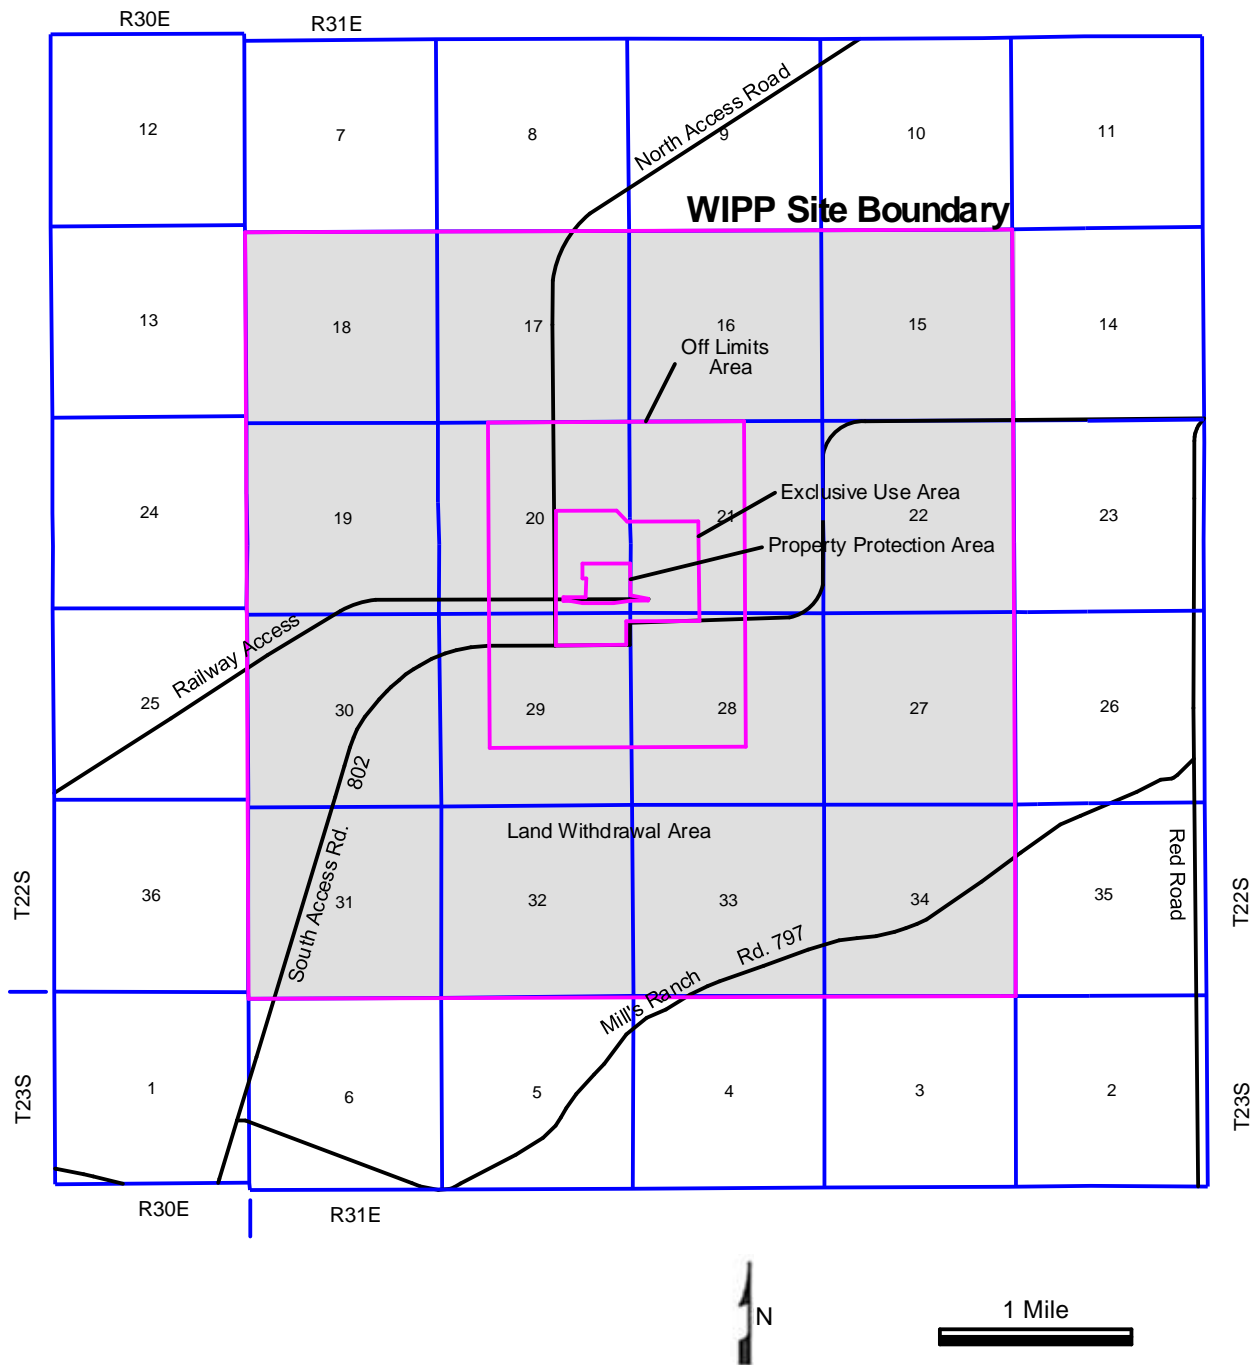 R30E
R31E
12
7
8
9
10
11
North Access Road
WIPP Site Boundary
13
18
17
16
15
14
Off Limits
Area
24
19
20
21
22
23
Exclusive Use Area
Property Protection Area
Railway Access
25
30
29
28
27
26
802
Land Withdrawal Area
South Access Rd.
Red Road
T22S
36
31
32
33
34
35
T22S
Mill's Ranch
Rd. 797
T23S
1
6
5
4
3
2
T23S
R30E
R31E
N
1 Mile